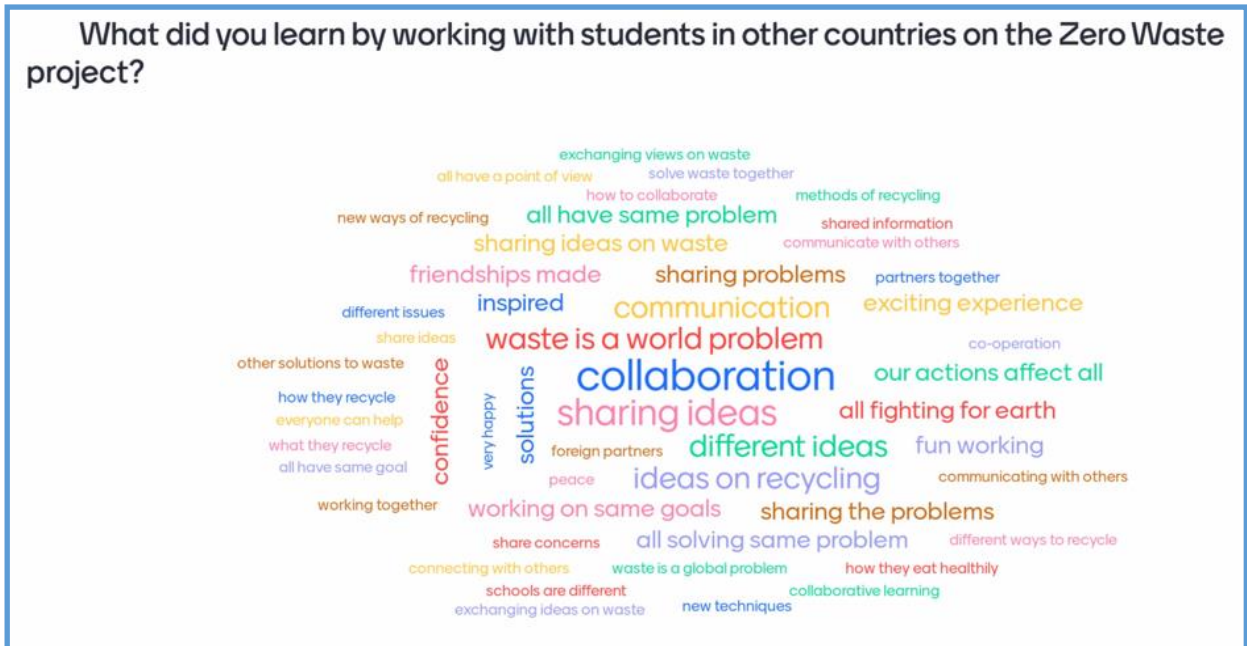 What did you learn by working with students in other countries on the Zero Waste
project?
exchanging views on waste
all have a point of view
solve waste together
how to collaborate
methods of recycling
new ways of recycling
all have same problem
shared information
sharing ideas on waste
communicate with others
friendships made
sharing problems
partners together
different issues
inspired
communication
exciting experience
share ideas
waste is a world problem
co-operation
other solutions to waste
confidence
very happy
solutions
collaboration
our actions affect all
how they recycle
everyone can help
sharing ideas
all fighting for earth
what they recycle
all have same goal
foreign partners
different ideas
fun working
peace
ideas on recycling
communicating with others
working together
working on same goals
sharing the problems
share concerns
all solving same problem
different ways to recycle
connecting with others
waste is a global problem
how they eat healthily
schools are different
collaborative learning
exchanging ideas on waste
new techniques